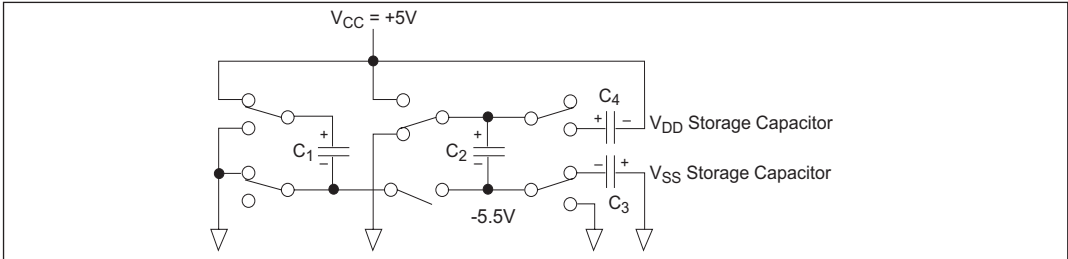 V_CC = +5V
C_4
+ –
V_DD Storage Capacitor
+
C_1
–
+
C_2
–
– +
V_SS Storage Capacitor
C_3
-5.5V